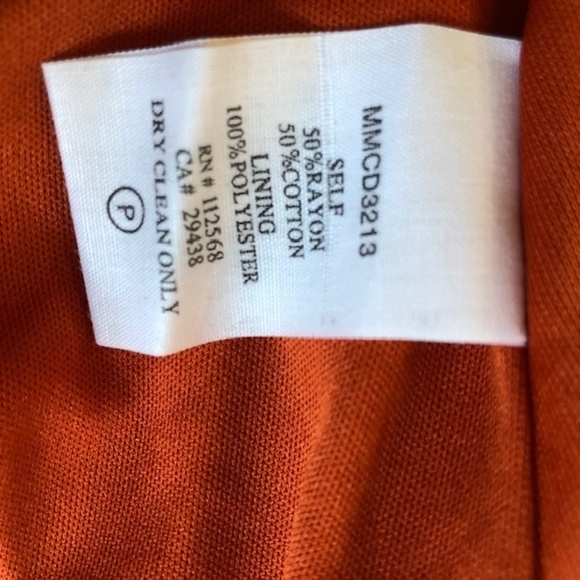 MMCD3213
SELF
50%RAYON
50%COTTON
LINING
100%POLYESTER
RN# 112568
CA# 29438
DRY CLEAN ONLY
P